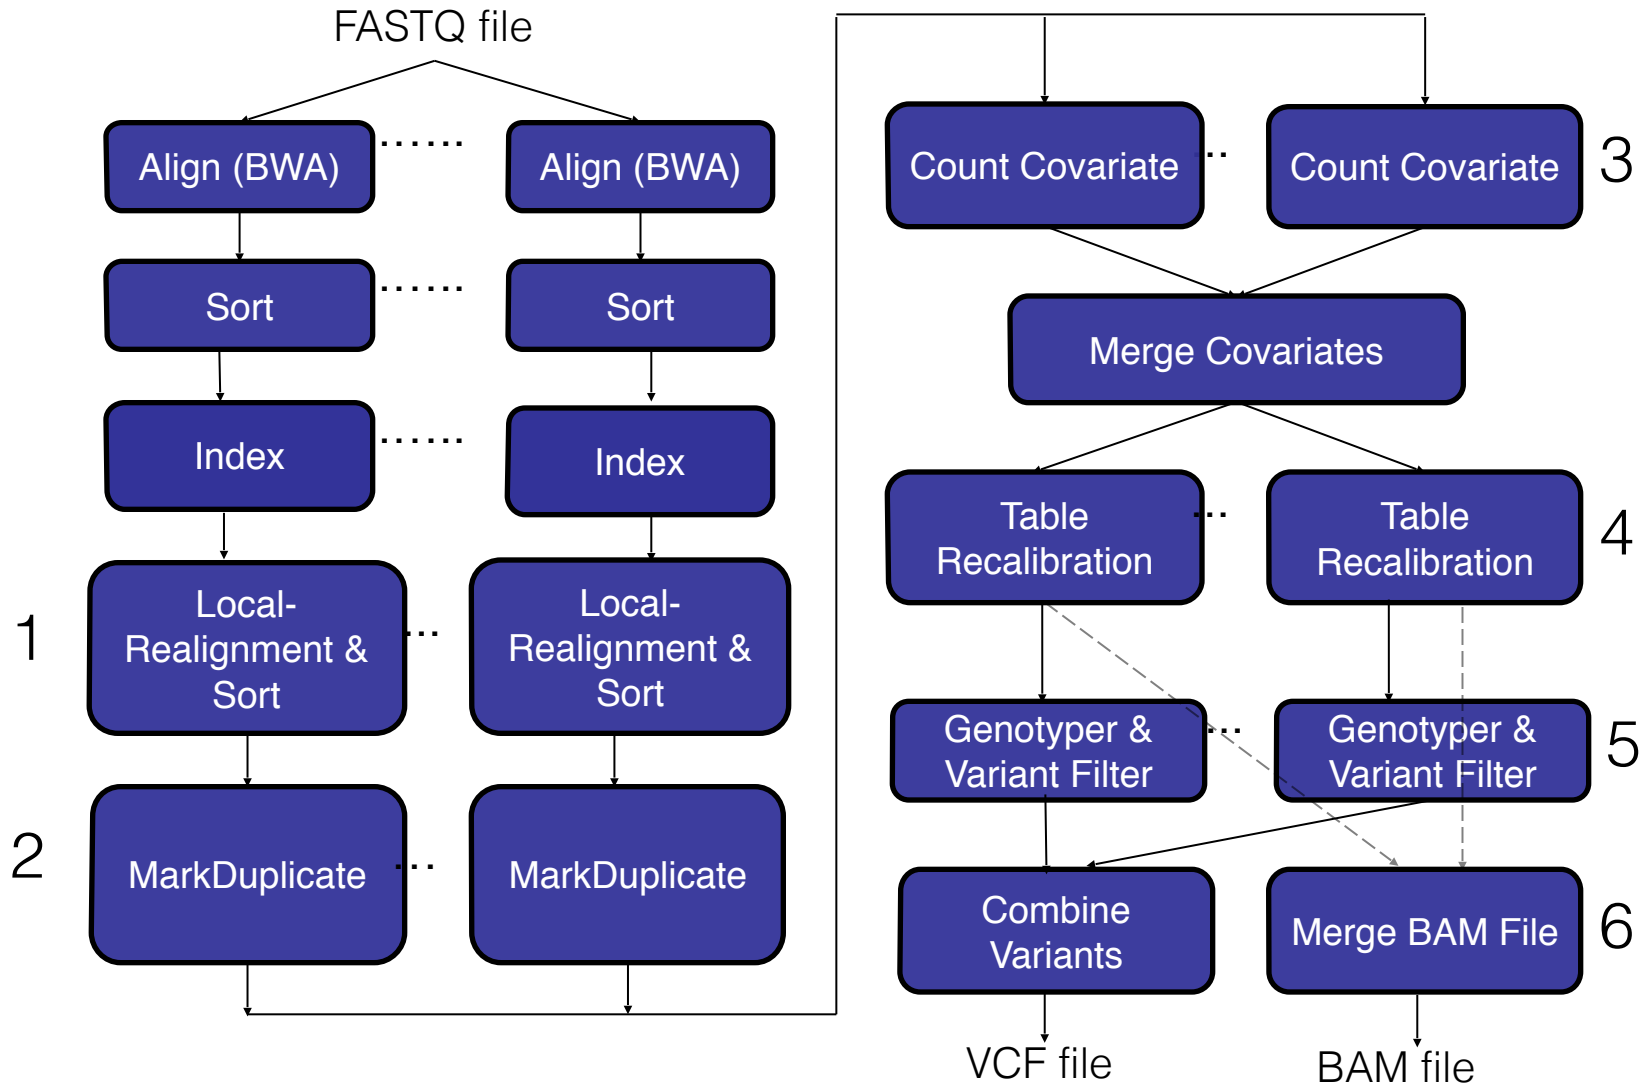 FASTQ file
Align (BWA)
......
Align (BWA)
Sort
......
Sort
Index
......
Index
1
Local-
Realignment &
Sort
...
Local-
Realignment &
Sort
2
MarkDuplicate
...
MarkDuplicate
Count Covariate
...
Count Covariate
3
Merge Covariates
Table
Recalibration
...
Table
Recalibration
4
Genotyper &
Variant Filter
...
Genotyper &
Variant Filter
5
Combine
Variants
Merge BAM File
6
VCF file
BAM file